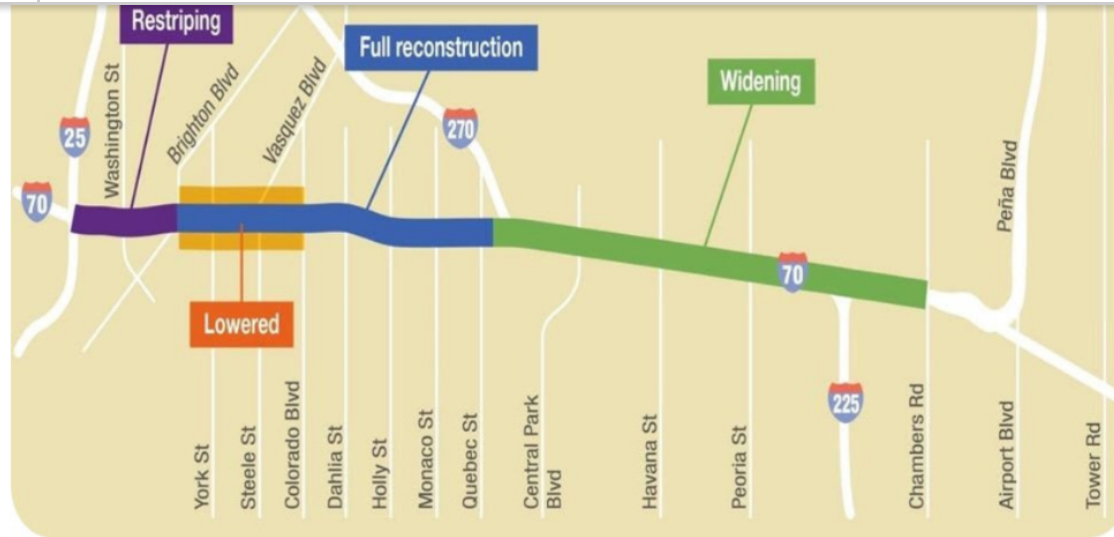 Restriping
Full reconstruction
Widening
Washington St
Brighton Blvd
Vasquez Blvd
25
270
70
Peña Blvd
70
Lowered
225
York St
Steele St
Colorado Blvd
Dahlia St
Holly St
Monaco St
Quebec St
Central Park
Blvd
Havana St
Peoria St
Chambers Rd
Airport Blvd
Tower Rd